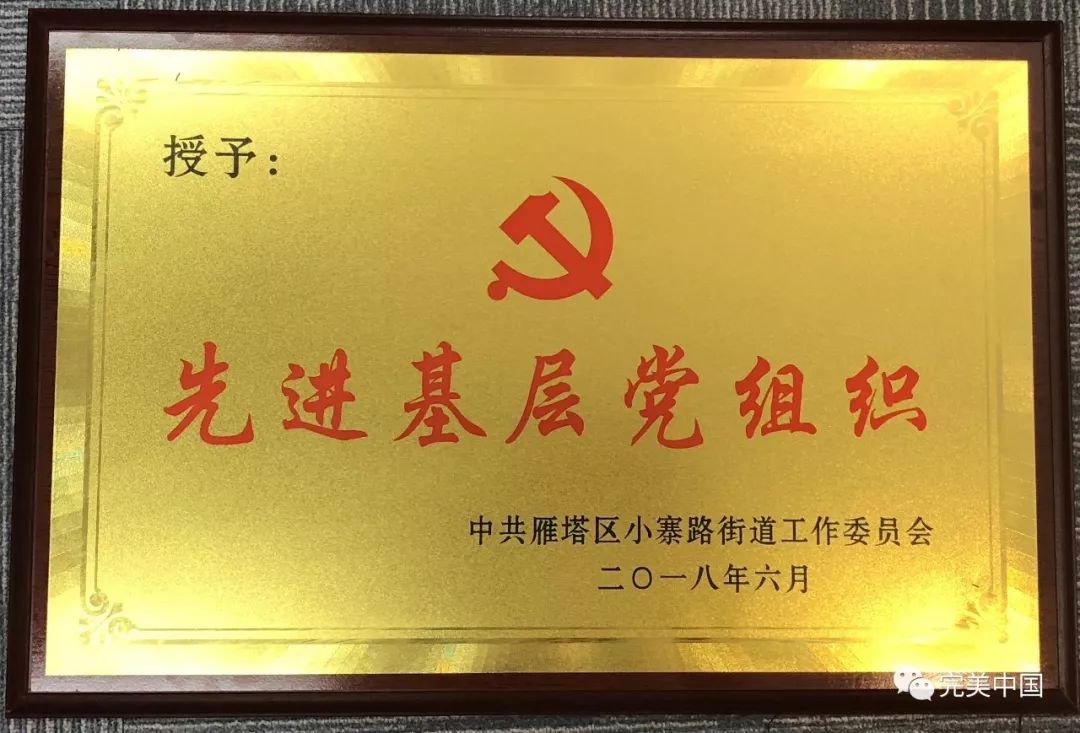 授予：
先进基层党组织
中共雁塔区小寨路街道工作委员会
二〇一八年六月
完美中国